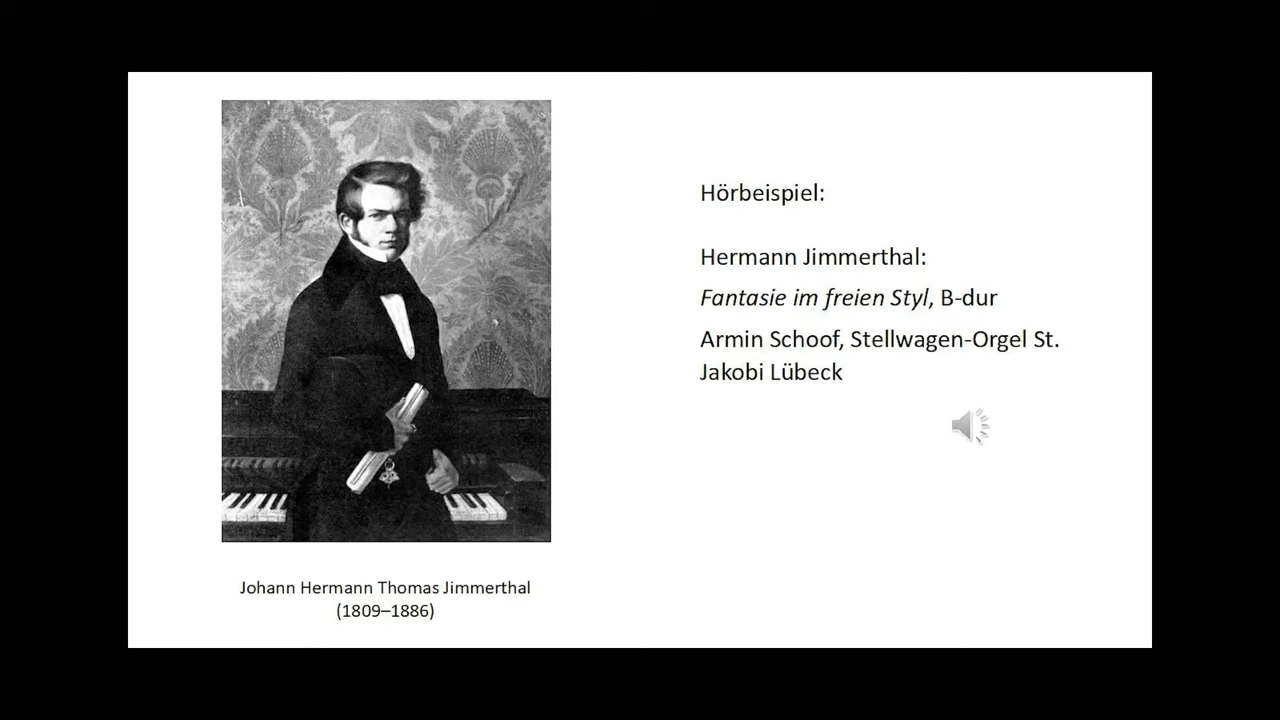 Hörbeispiel:
Hermann Jimmerthal:
Fantasie im freien Styl, B-dur
Armin Schoof, Stellwagen-Orgel St.
Jakobi Lübeck
Johann Hermann Thomas Jimmerthal
(1809–1886)